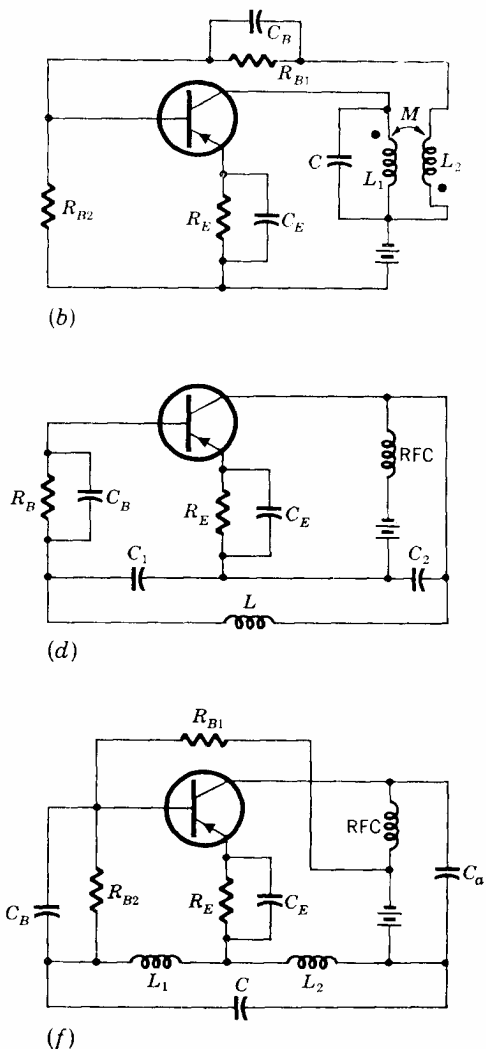 C_B
R_B1
M
C
L_1
L_2
R_B2
R_E
C_E
(b)
RFC
R_B
C_B
R_E
C_E
C_1
C_2
L
(d)
R_B1
RFC
C_a
R_B2
R_E
C_E
C_B
L_1
L_2
C
(f)